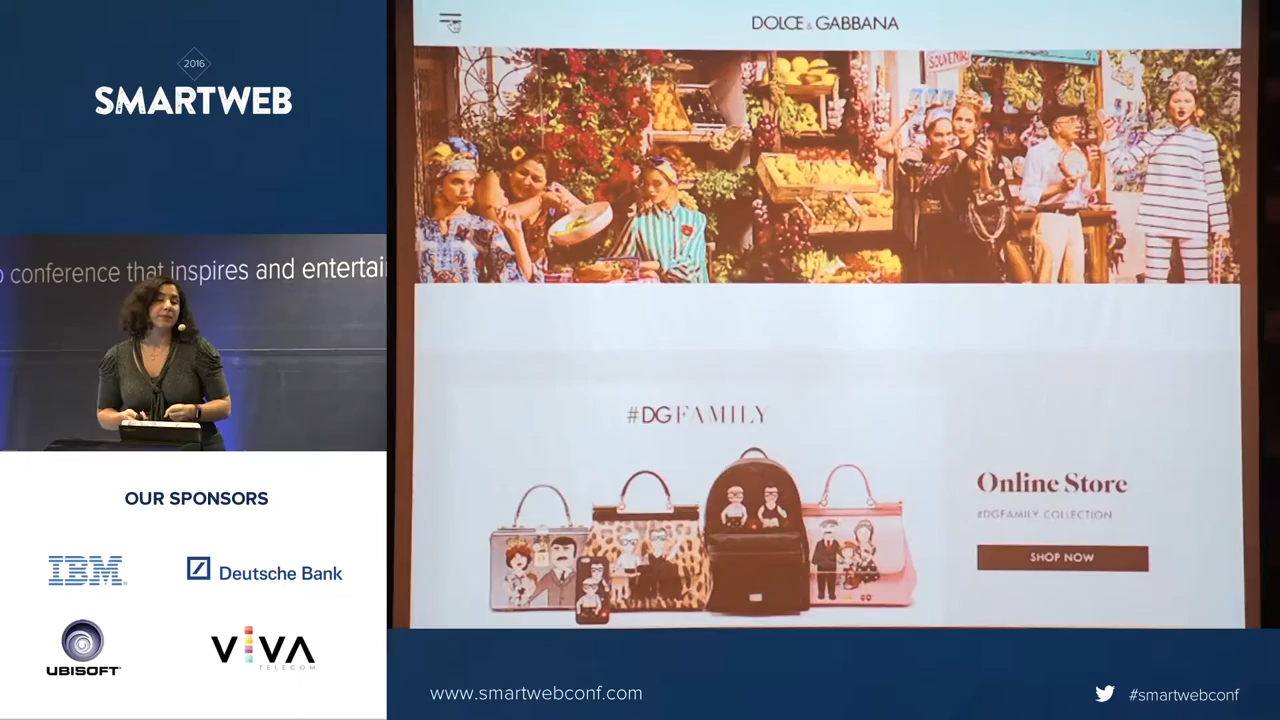 2016
SMARTWEB
conference that inspires and entertai
OUR SPONSORS
IBM
Deutsche Bank
UBISOFT
VIVA
TELECOM
DOLCE & GABBANA
SOUVENIR
#DGFAMILY
Online Store
#DGFAMILY COLLECTION
SHOP NOW
www.smartwebconf.com
#smartwebconf